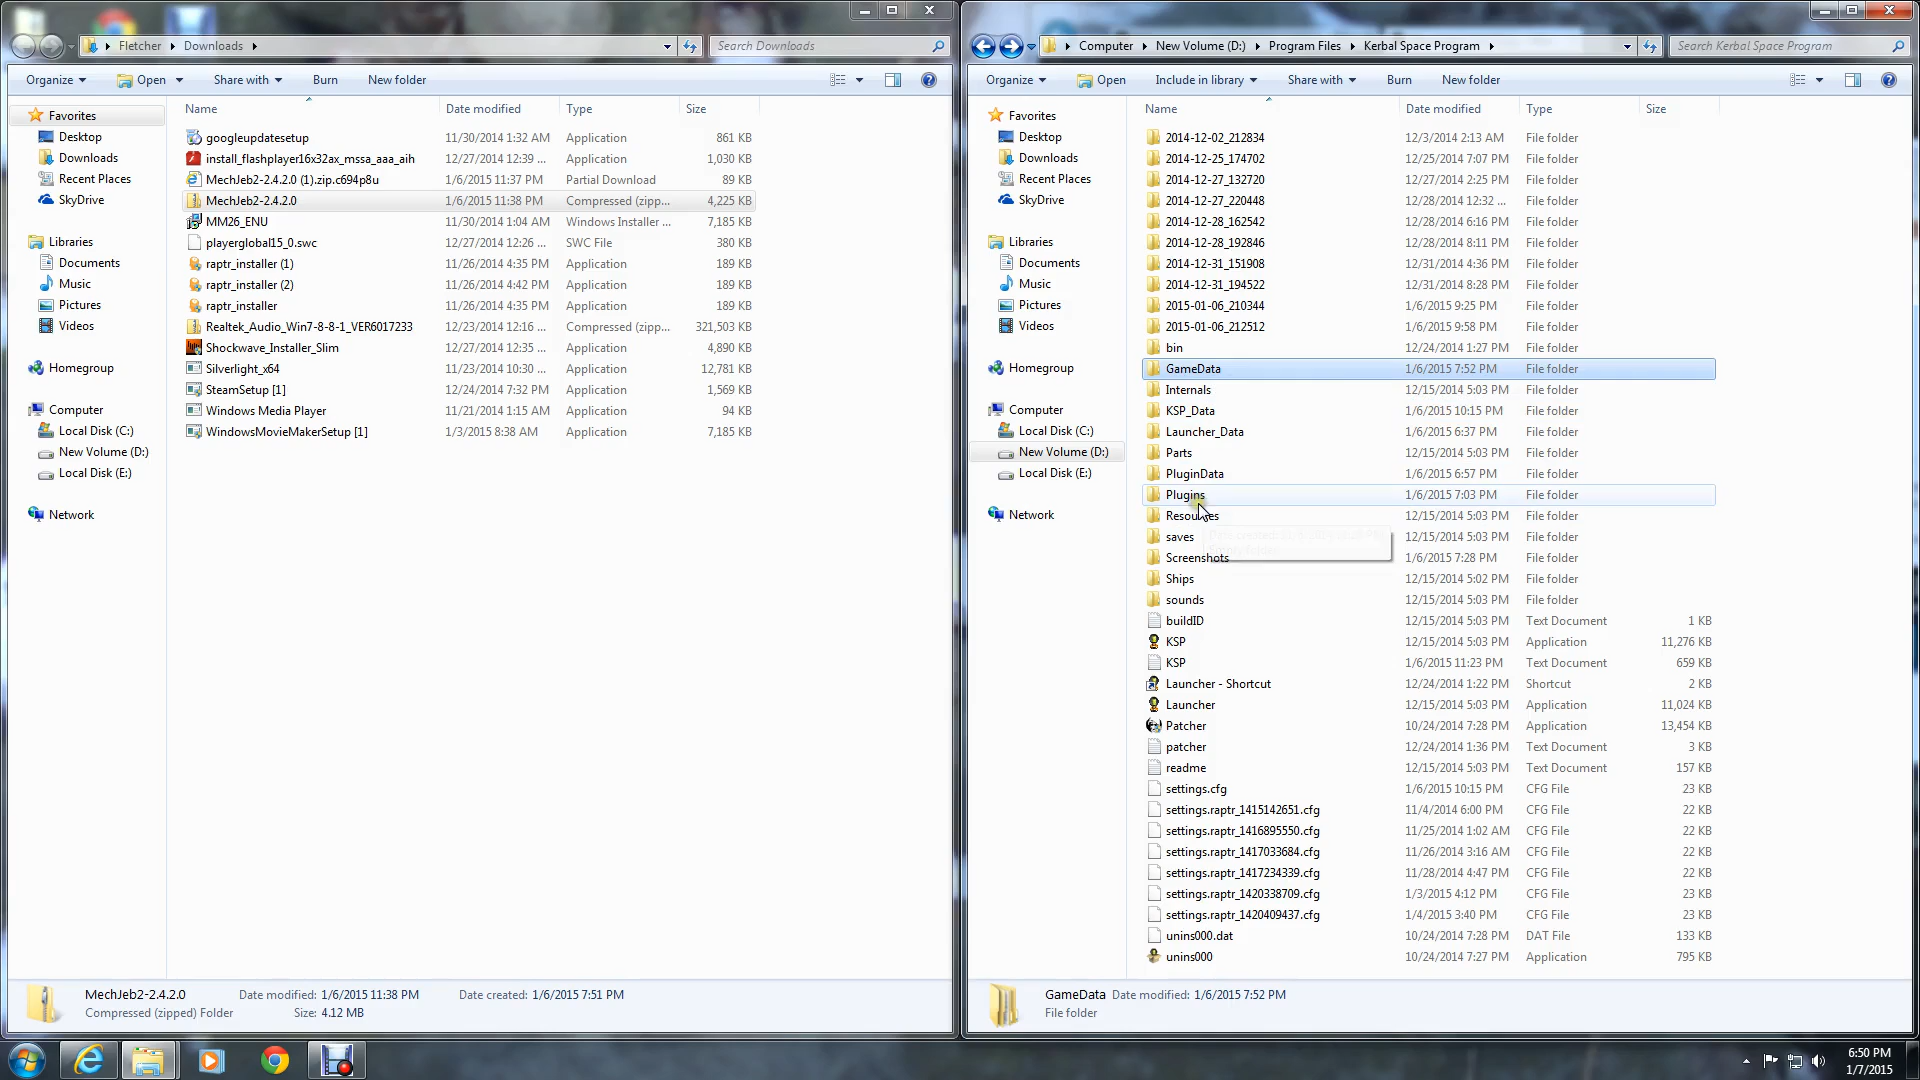 Fletcher Downloads
Search Downloads
Organize Open Share with Burn New folder
Favorites
Desktop
Downloads
Recent Places
SkyDrive
Libraries
Documents
Music
Pictures
Videos
Homegroup
Computer
Local Disk (C:)
New Volume (D:)
Local Disk (E:)
Network
Name Date modified Type Size
googleupdatesetup 11/30/2014 1:32 AM Application 861 KB
install_flashplayer16x32ax_mssa_aaa_aih 12/27/2014 12:39 ... Application 1,030 KB
MechJeb2-2.4.2.0 (1).zip.c694p8u 1/6/2015 11:37 PM Partial Download 89 KB
MechJeb2-2.4.2.0 1/6/2015 11:38 PM Compressed (zipp... 4,225 KB
MM26_ENU 11/30/2014 1:04 AM Windows Installer ... 7,185 KB
playerglobal15_0.swc 12/27/2014 12:26 ... SWC File 380 KB
raptr_installer (1) 11/26/2014 4:35 PM Application 189 KB
raptr_installer (2) 11/26/2014 4:42 PM Application 189 KB
raptr_installer 11/26/2014 4:35 PM Application 189 KB
Realtek_Audio_Win7-8-8-1_VER6017233 12/23/2014 12:16 ... Compressed (zipp... 321,503 KB
Shockwave_Installer_Slim 12/27/2014 12:35 ... Application 4,890 KB
Silverlight_x64 11/23/2014 10:30 ... Application 12,781 KB
SteamSetup [1] 12/24/2014 7:32 PM Application 1,569 KB
Windows Media Player 11/21/2014 1:15 AM Application 94 KB
WindowsMovieMakerSetup [1] 1/3/2015 8:38 AM Application 7,185 KB
MechJeb2-2.4.2.0 Date modified: 1/6/2015 11:38 PM Date created: 1/6/2015 7:51 PM
Compressed (zipped) Folder Size: 4.12 MB
Computer New Volume (D:) Program Files Kerbal Space Program
Search Kerbal Space Program
Organize Open Include in library Share with Burn New folder
Favorites
Desktop
Downloads
Recent Places
SkyDrive
Libraries
Documents
Music
Pictures
Videos
Homegroup
Computer
Local Disk (C:)
New Volume (D:)
Local Disk (E:)
Network
Name Date modified Type Size
2014-12-02_212834 12/3/2014 2:13 AM File folder
2014-12-25_174702 12/25/2014 7:07 PM File folder
2014-12-27_132720 12/27/2014 2:25 PM File folder
2014-12-27_220448 12/28/2014 12:32 ... File folder
2014-12-28_162542 12/28/2014 6:16 PM File folder
2014-12-28_192846 12/28/2014 8:11 PM File folder
2014-12-31_151908 12/31/2014 4:36 PM File folder
2014-12-31_194522 12/31/2014 8:28 PM File folder
2015-01-06_210344 1/6/2015 9:25 PM File folder
2015-01-06_212512 1/6/2015 9:58 PM File folder
bin 12/24/2014 1:27 PM File folder
GameData 1/6/2015 7:52 PM File folder
Internals 12/15/2014 5:03 PM File folder
KSP_Data 1/6/2015 10:15 PM File folder
Launcher_Data 1/6/2015 6:37 PM File folder
Parts 12/15/2014 5:03 PM File folder
PluginData 1/6/2015 6:57 PM File folder
Plugins 1/6/2015 7:03 PM File folder
Resources 12/15/2014 5:03 PM File folder
saves 12/15/2014 5:03 PM File folder
Screenshots 1/6/2015 7:28 PM File folder
Ships 12/15/2014 5:02 PM File folder
sounds 12/15/2014 5:03 PM File folder
buildID 12/15/2014 5:03 PM Text Document 1 KB
KSP 12/15/2014 5:03 PM Application 11,276 KB
KSP 1/6/2015 11:23 PM Text Document 659 KB
Launcher - Shortcut 12/24/2014 1:22 PM Shortcut 2 KB
Launcher 12/15/2014 5:03 PM Application 11,024 KB
Patcher 10/24/2014 7:28 PM Application 13,454 KB
patcher 12/24/2014 1:36 PM Text Document 3 KB
readme 12/15/2014 5:03 PM Text Document 157 KB
settings.cfg 1/6/2015 10:15 PM CFG File 23 KB
settings.raptr_1415142651.cfg 11/4/2014 6:00 PM CFG File 22 KB
settings.raptr_1416895550.cfg 11/25/2014 1:02 AM CFG File 22 KB
settings.raptr_1417033684.cfg 11/26/2014 3:16 AM CFG File 22 KB
settings.raptr_1417234339.cfg 11/28/2014 4:47 PM CFG File 22 KB
settings.raptr_1420338709.cfg 1/3/2015 4:12 PM CFG File 23 KB
settings.raptr_1420409437.cfg 1/4/2015 3:40 PM CFG File 23 KB
unins000.dat 10/24/2014 7:28 PM DAT File 133 KB
unins000 10/24/2014 7:27 PM Application 795 KB
GameData Date modified: 1/6/2015 7:52 PM
File folder
6:50 PM
1/7/2015